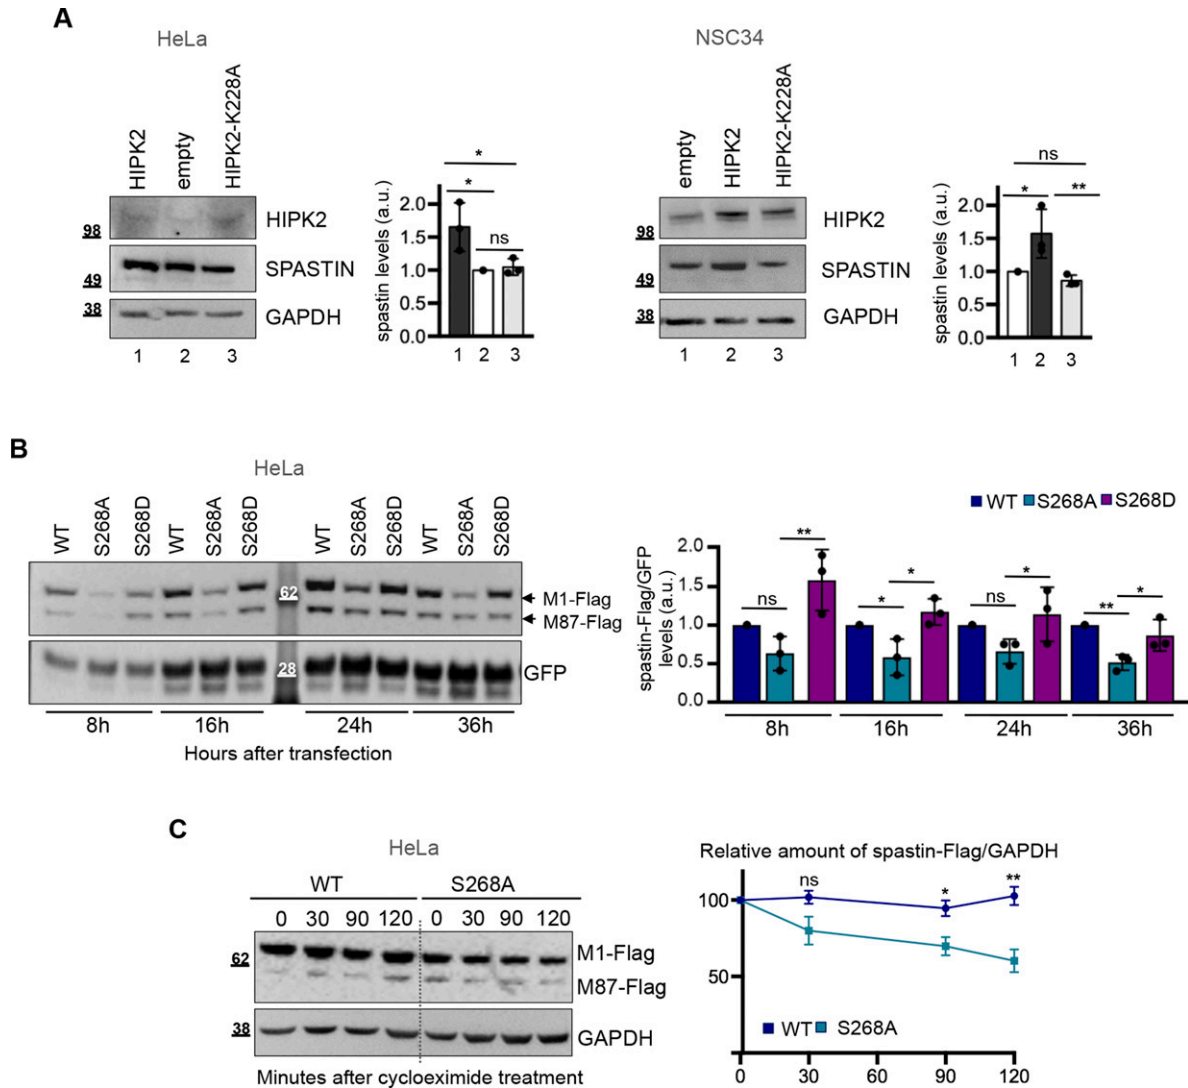 A
HeLa
HIPK2
empty
HIPK2-K228A
98
HIPK2
49
SPASTIN
38
GAPDH
1 2 3
spastin levels (a.u.)
2.0
1.5
1.0
0.5
0.0
*
*
ns
1 2 3
NSC34
empty
HIPK2
HIPK2-K228A
98
HIPK2
49
SPASTIN
38
GAPDH
1 2 3
spastin levels (a.u.)
2.0
1.5
1.0
0.5
0.0
ns
* **
1 2 3
B
HeLa
WT S268A S268D WT S268A S268D WT S268A S268D WT S268A S268D
62
M1-Flag
M87-Flag
28
GFP
8h 16h 24h 36h
Hours after transfection
WT S268A S268D
spastin-Flag/GFP
levels (a.u.)
2.0
1.5
1.0
0.5
0.0
ns ** * * ns * ** *
8h 16h 24h 36h
C
HeLa
WT S268A
0 30 90 120 0 30 90 120
62
M1-Flag
M87-Flag
38
GAPDH
Minutes after cycloeximide treatment
Relative amount of spastin-Flag/GAPDH
100
50
ns * **
WT S268A
0 30 60 90 120